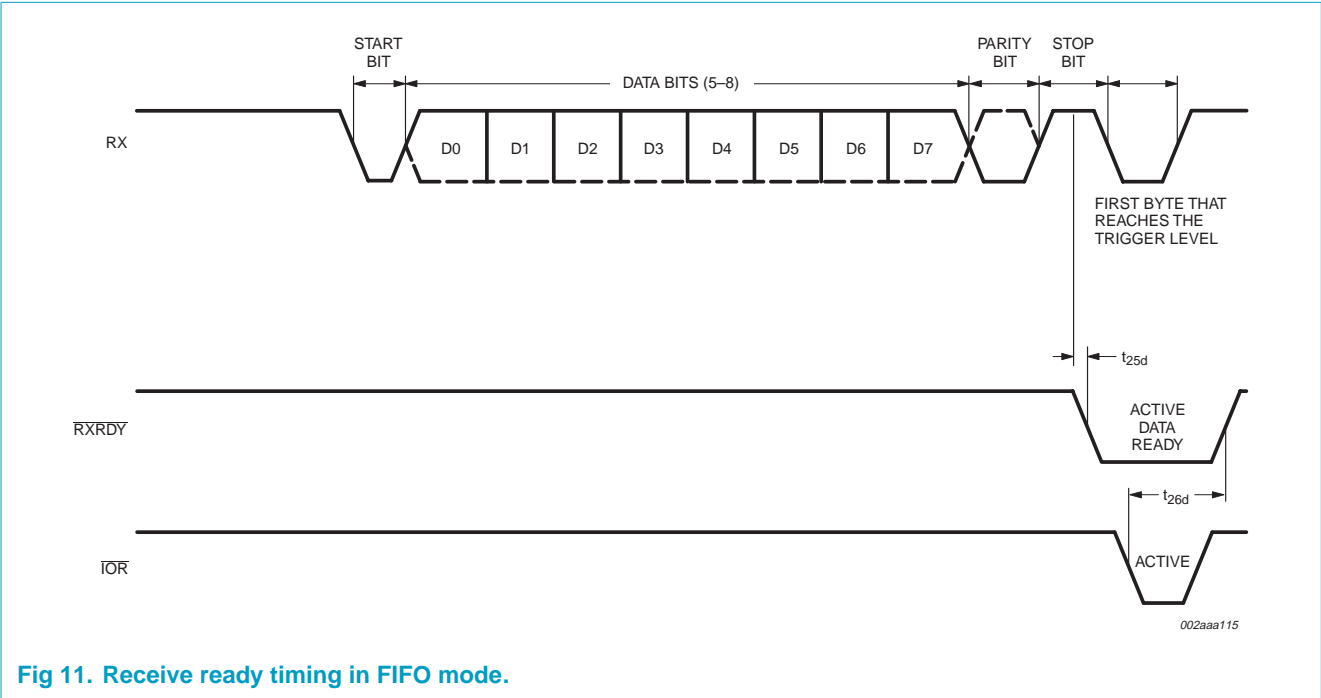 START
BIT
DATA BITS (5–8)
PARITY
BIT
STOP
BIT
RX
D0 D1 D2 D3 D4 D5 D6 D7
FIRST BYTE THAT
REACHES THE
TRIGGER LEVEL
t25d
RXRDY
ACTIVE
DATA
READY
t26d
IOR
ACTIVE
002aaa115
Fig 11. Receive ready timing in FIFO mode.